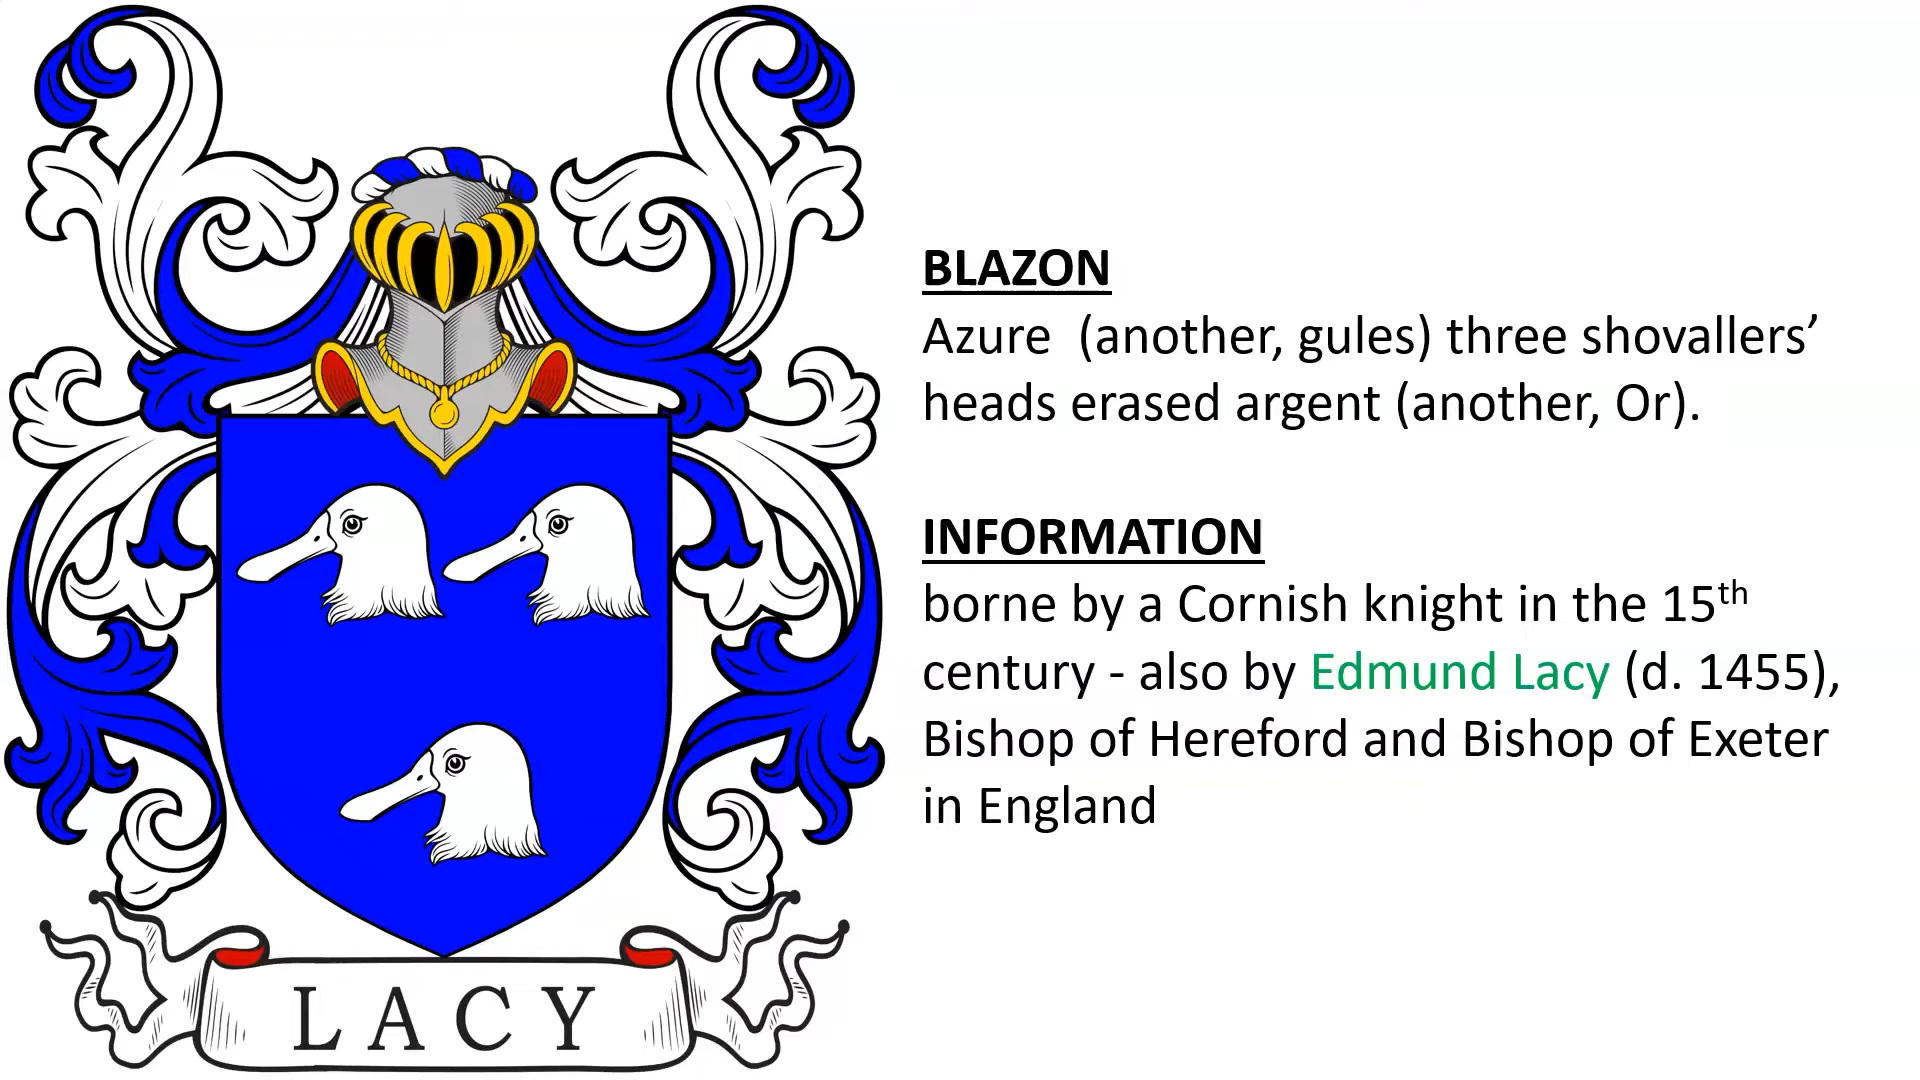 BLAZON
Azure (another, gules) three shovallers’
heads erased argent (another, Or).
INFORMATION
borne by a Cornish knight in the 15th
century - also by Edmund Lacy (d. 1455),
Bishop of Hereford and Bishop of Exeter
in England
LACY